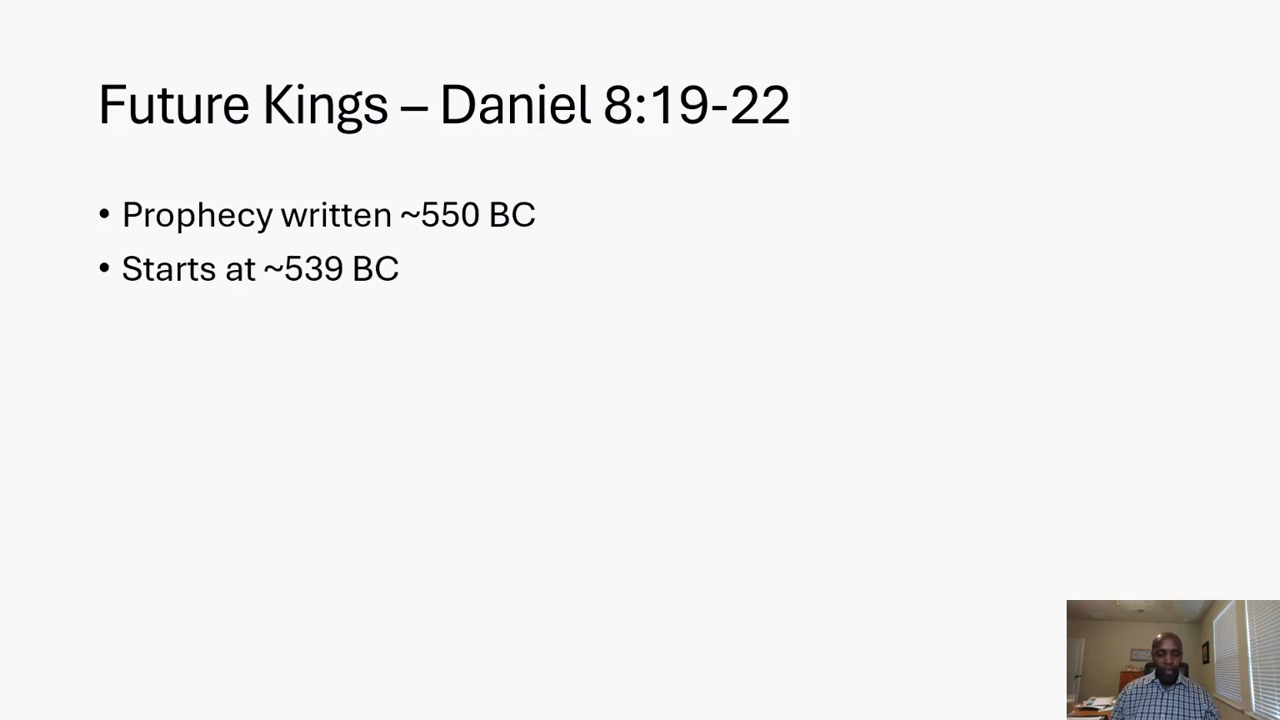 Future Kings – Daniel 8:19-22
• Prophecy written ~550 BC
• Starts at ~539 BC